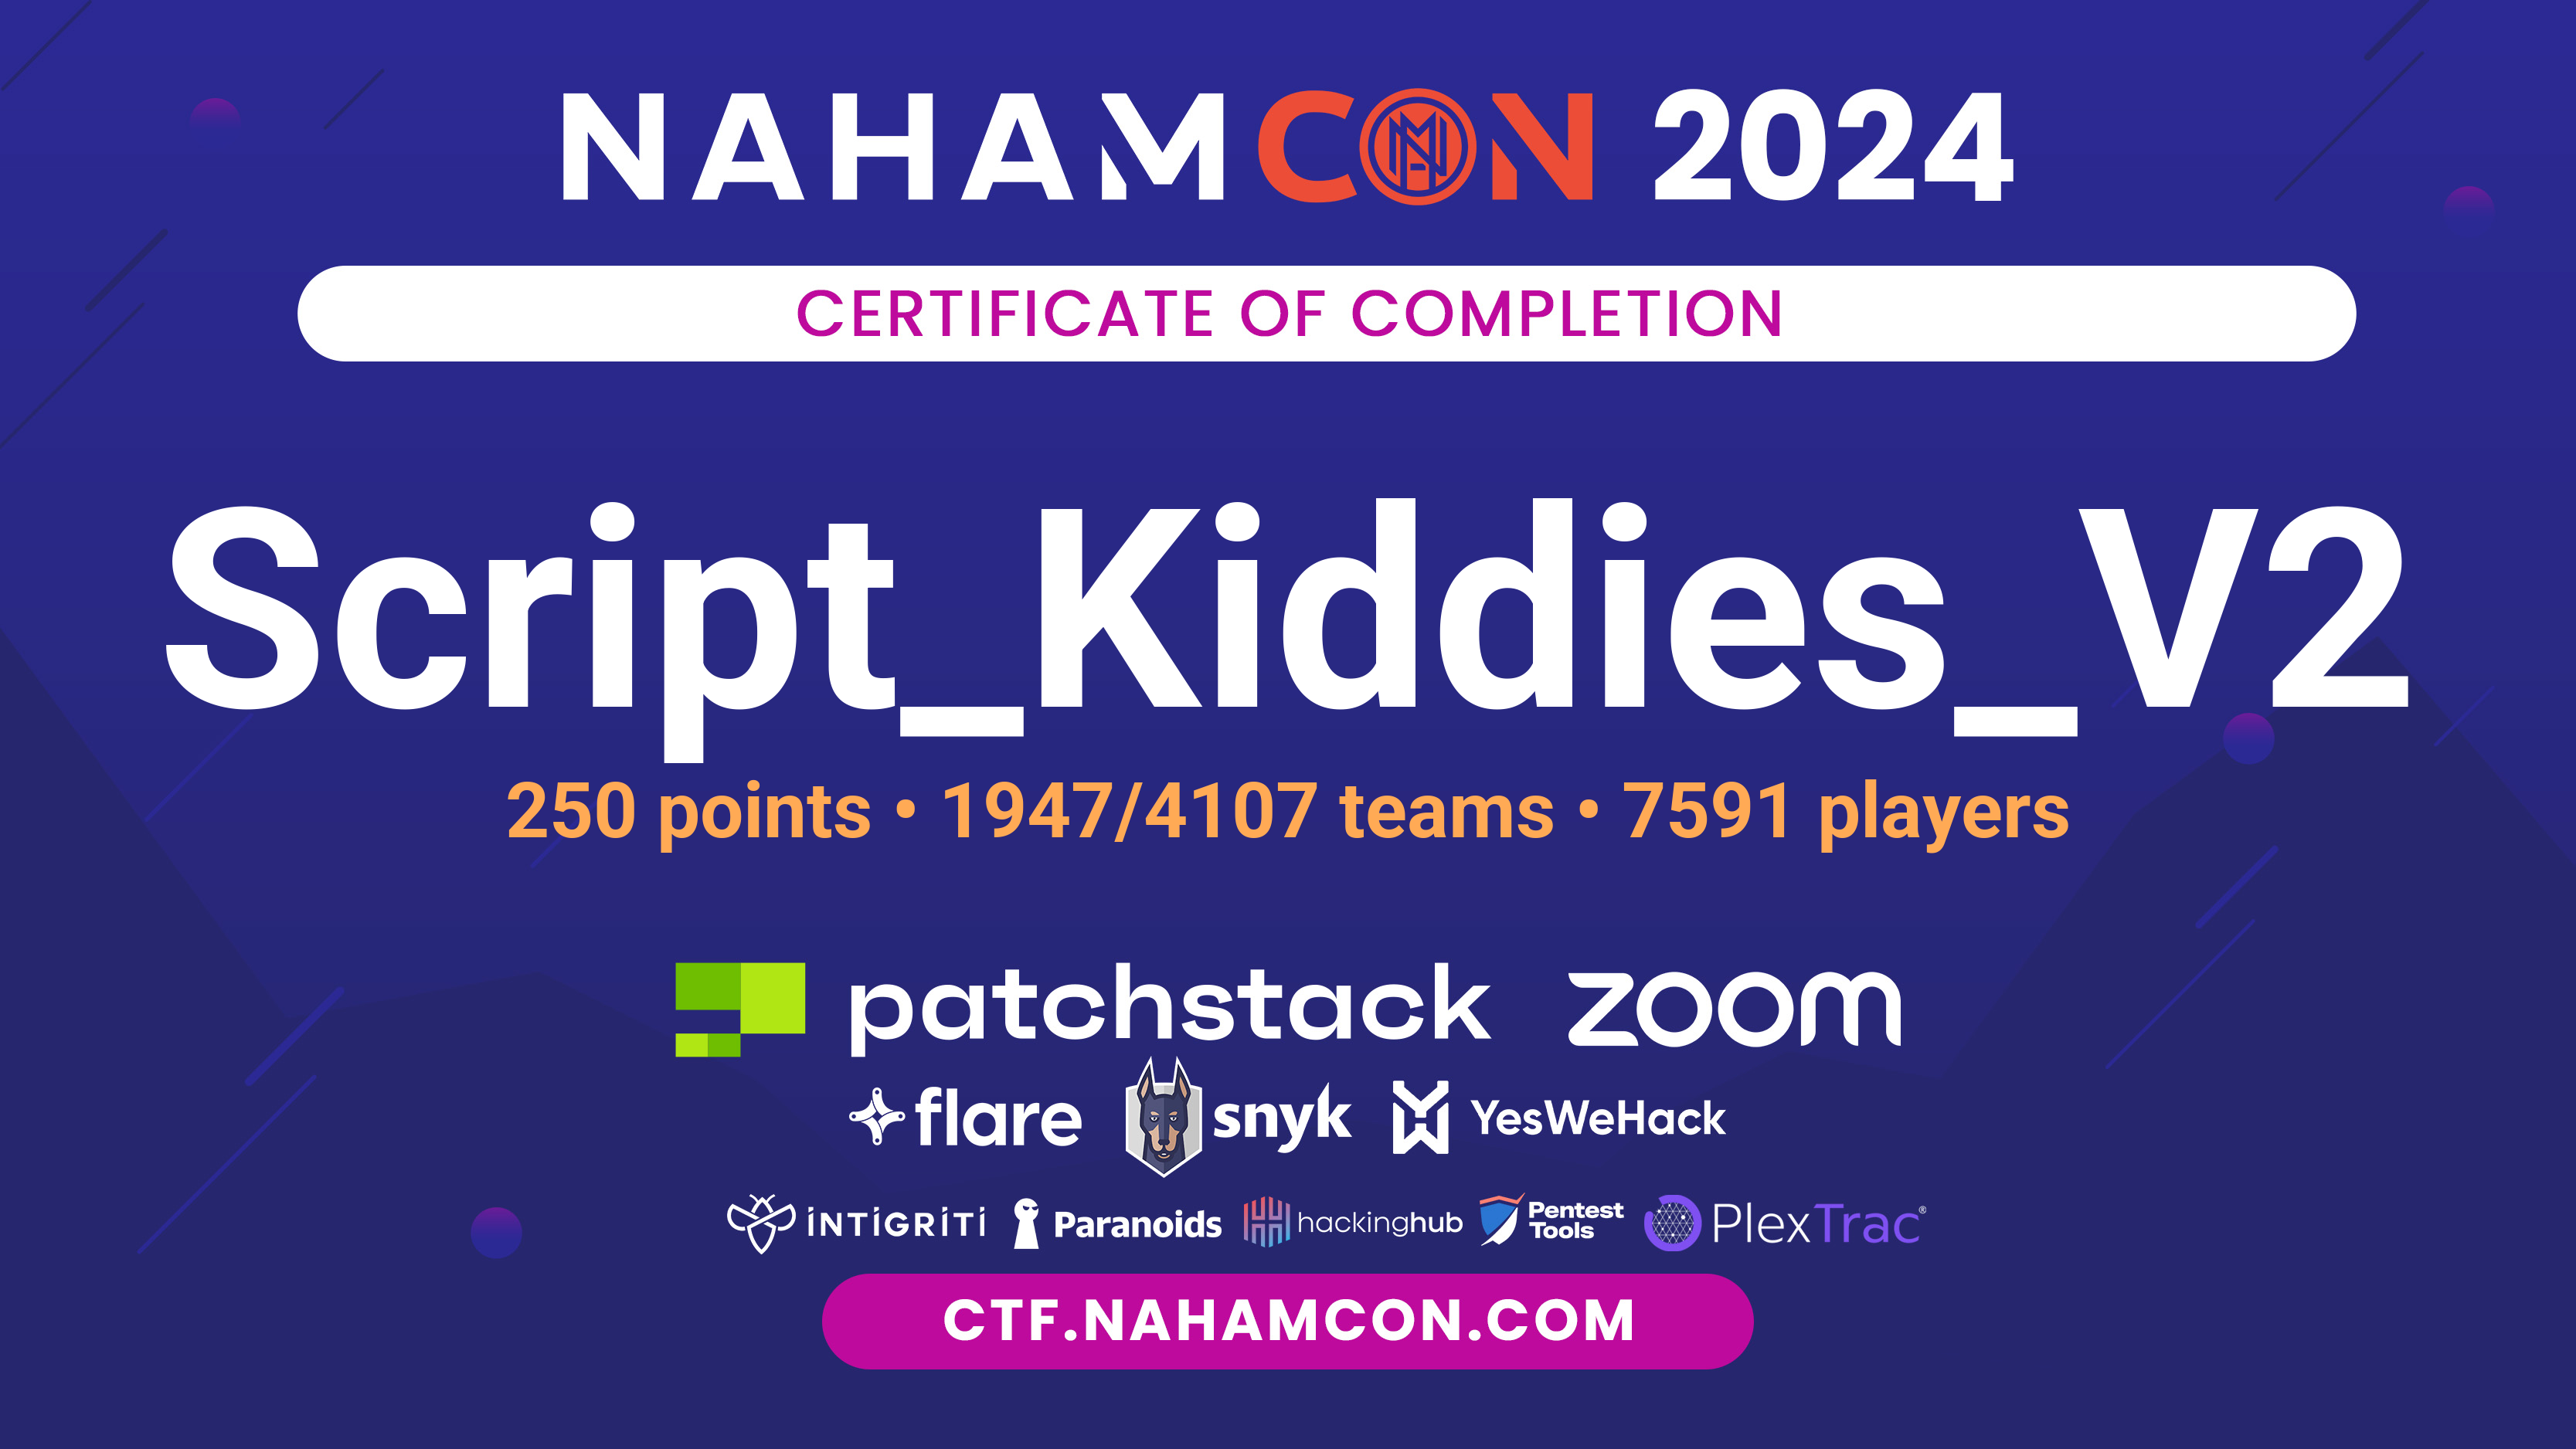 NAHAMCON 2024
CERTIFICATE OF COMPLETION
Script_Kiddies_V2
250 points • 1947/4107 teams • 7591 players
patchstack zoom
flare snyk YesWeHack
INTIGRITI Paranoids hackinghub Pentest Tools PlexTrac®
CTF.NAHAMCON.COM